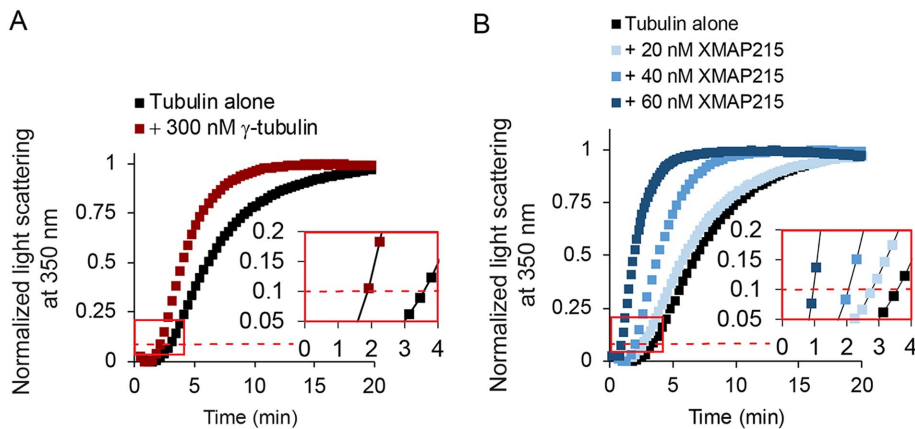 A
Tubulin alone
+ 300 nM γ-tubulin
Normalized light scattering
at 350 nm
1
0.75
0.5
0.25
0
0.2
0.15
0.1
0.05
0 1 2 3 4
0 5 10 15 20
Time (min)
B
Tubulin alone
+ 20 nM XMAP215
+ 40 nM XMAP215
+ 60 nM XMAP215
Normalized light scattering
at 350 nm
1
0.75
0.5
0.25
0
0.2
0.15
0.1
0.05
0 1 2 3 4
0 5 10 15 20
Time (min)